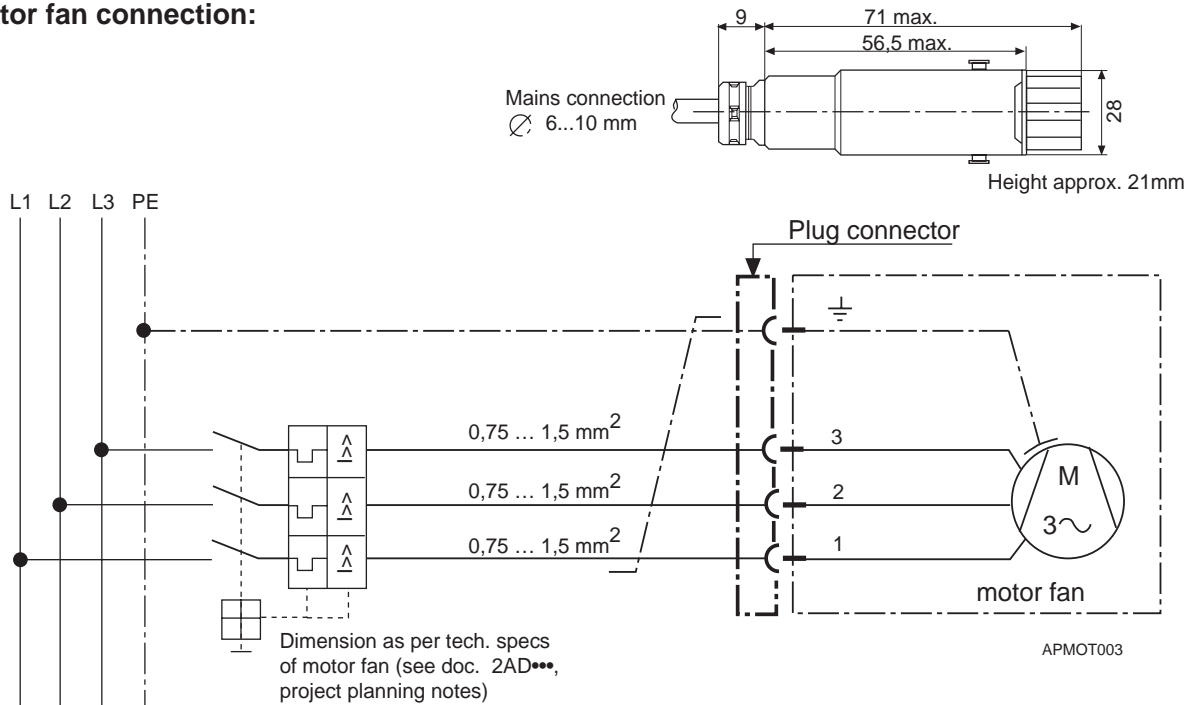 tor fan connection:
9 71 max.
56,5 max.
Mains connection
6...10 mm
28
Height approx. 21mm
L1 L2 L3 PE
Plug connector
0,75 … 1,5 mm2 3
0,75 … 1,5 mm2 2
0,75 … 1,5 mm2 1
M
3~
motor fan
Dimension as per tech. specs
of motor fan (see doc. 2AD•••,
project planning notes)
APMOT003